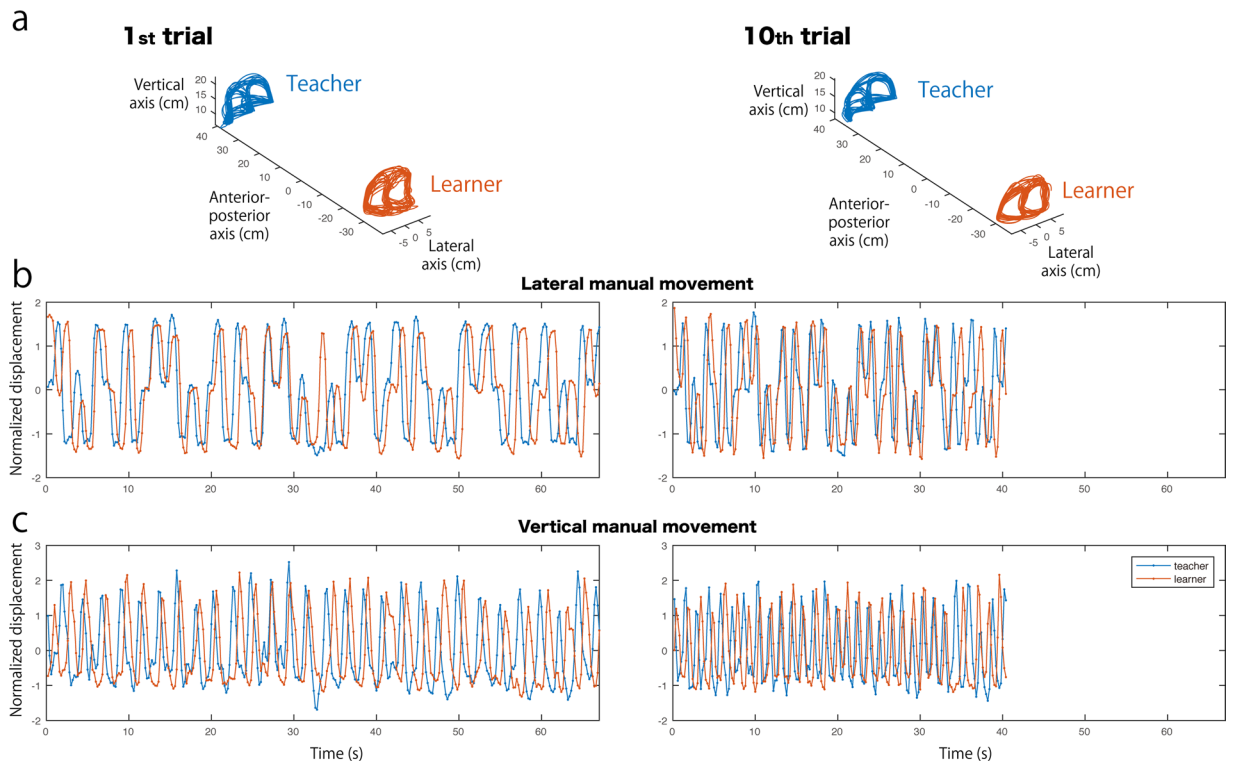 a
1st trial
10th trial
Vertical
axis (cm)
20
15
10
Teacher
40
30
20
10
0
-10
-20
-30
Anterior-
posterior
axis (cm)
Learner
-5 0 5
Lateral
axis (cm)
Vertical
axis (cm)
20
15
10
Teacher
40
30
20
10
0
-10
-20
-30
Anterior-
posterior
axis (cm)
Learner
-5 0 5
Lateral
axis (cm)
b
Lateral manual movement
Normalized displacement
2
1
0
-1
-2
0 10 20 30 40 50 60
2
1
0
-1
-2
0 10 20 30 40 50 60
c
Vertical manual movement
Normalized displacement
3
2
1
0
-1
-2
0 10 20 30 40 50 60
Time (s)
3
2
1
0
-1
-2
0 10 20 30 40 50 60
Time (s)
teacher
learner